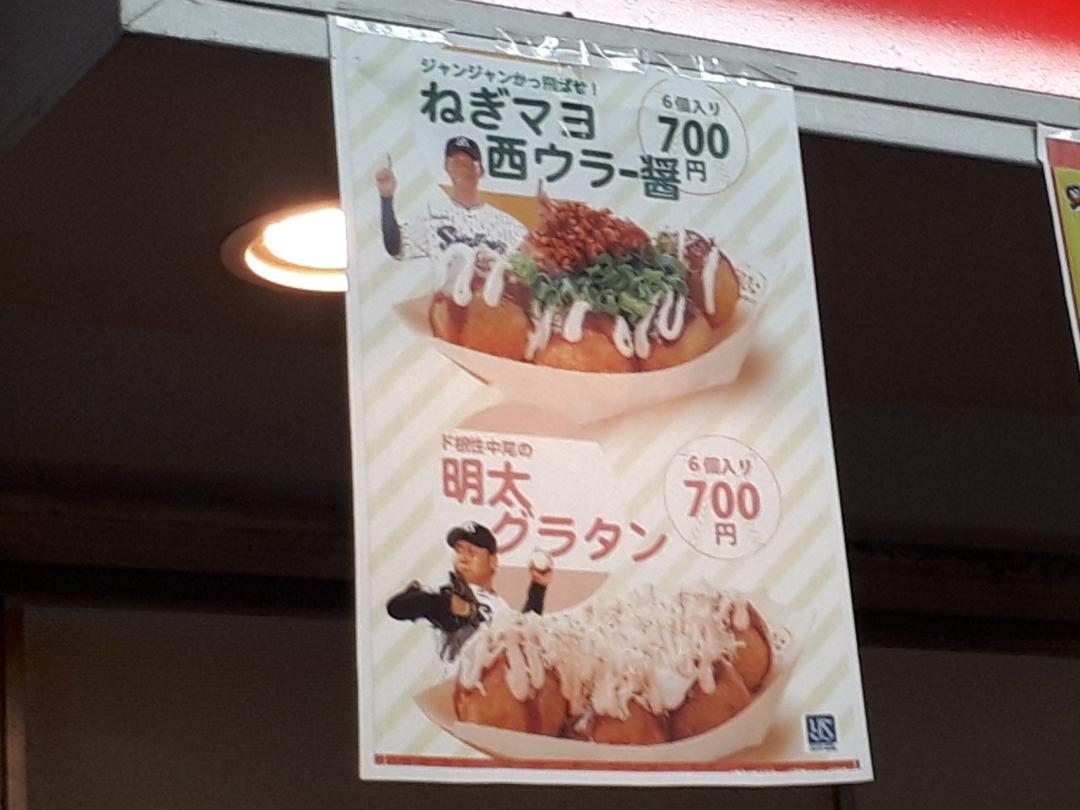 ジャンジャンかっ飛ばせ！
ねぎマヨ
西ウラー醤
6個入り
700
円
Swallows
ド根性中尾の
明太
グラタン
6個入り
700
円
YS